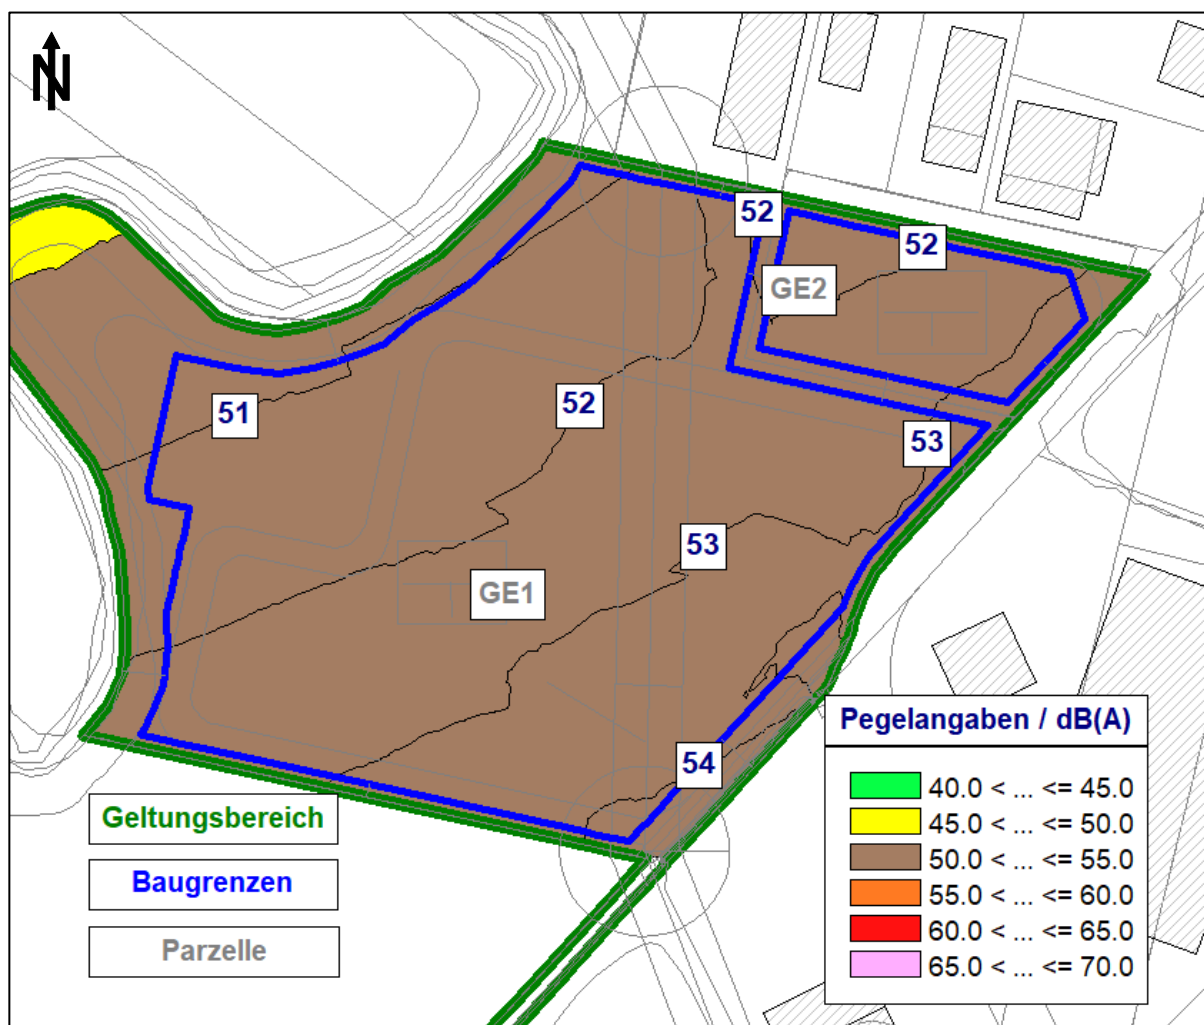 N
52
52
GE2
51
52
53
53
GE1
54
Pegelangaben / dB(A)
40.0 < ... <= 45.0
45.0 < ... <= 50.0
50.0 < ... <= 55.0
55.0 < ... <= 60.0
60.0 < ... <= 65.0
65.0 < ... <= 70.0
Geltungsbereich
Baugrenzen
Parzelle